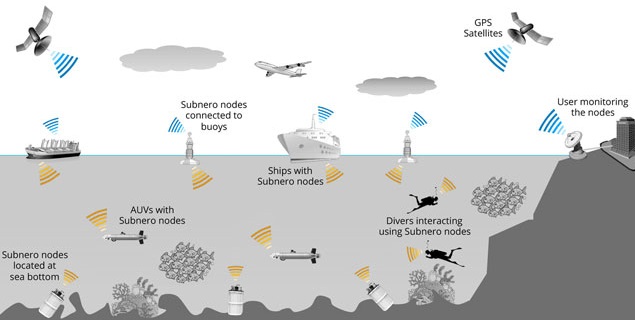 GPS
Satellites
Subnero nodes
connected to
buoys
User monitoring
the nodes
Ships with
Subnero nodes
AUVs with
Subnero nodes
Divers interacting
using Subnero nodes
Subnero nodes
located at
sea bottom